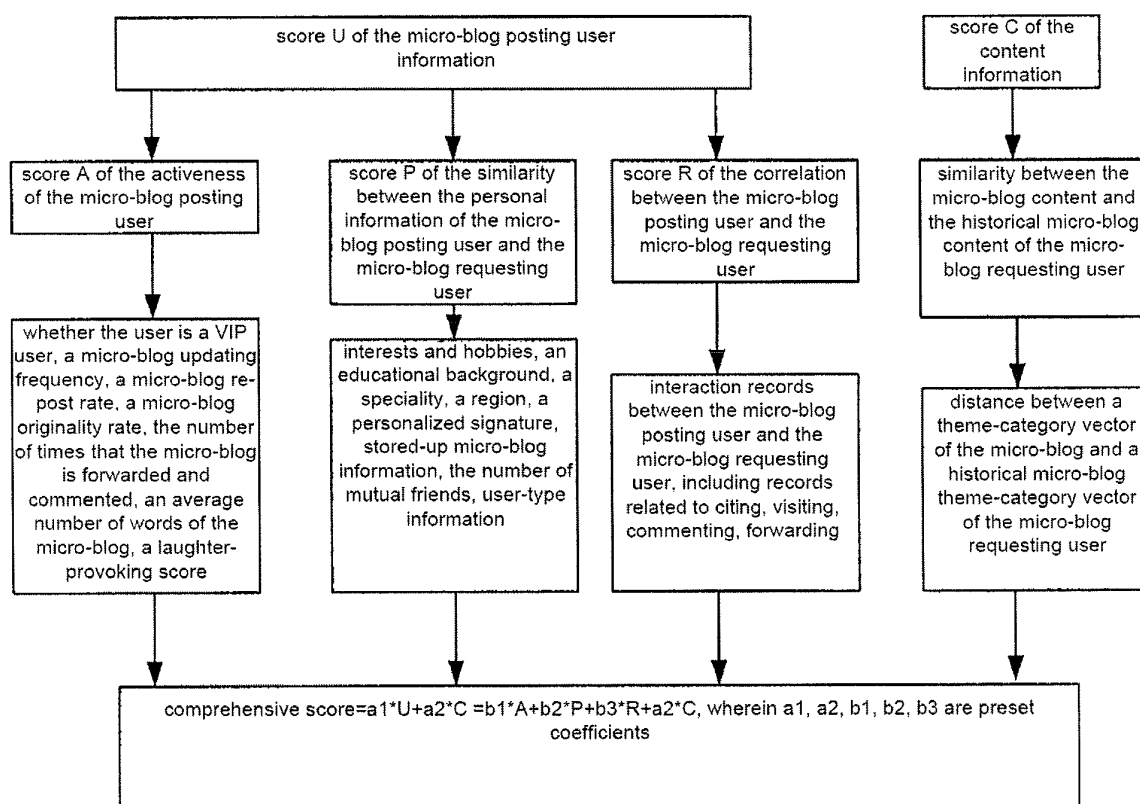 score U of the micro-blog posting user
information
score C of the
content
information
score A of the activeness
of the micro-blog posting
user
score P of the similarity
between the personal
information of the micro-
blog posting user and the
micro-blog requesting
user
score R of the correlation
between the micro-blog
posting user and the
micro-blog requesting
user
similarity between the
micro-blog content and
the historical micro-blog
content of the micro-
blog requesting user
whether the user is a VIP
user, a micro-blog updating
frequency, a micro-blog re-
post rate, a micro-blog
originality rate, the number
of times that the micro-blog
is forwarded and
commented, an average
number of words of the
micro-blog, a laughter-
provoking score
interests and hobbies, an
educational background, a
speciality, a region, a
personalized signature,
stored-up micro-blog
information, the number of
mutual friends, user-type
information
interaction records
between the micro-blog
posting user and the
micro-blog requesting
user, including records
related to citing, visiting,
commenting, forwarding
distance between a
theme-category vector
of the micro-blog and a
historical micro-blog
theme-category vector
of the micro-blog
requesting user
comprehensive score=a1*U+a2*C =b1*A+b2*P+b3*R+a2*C, wherein a1, a2, b1, b2, b3 are preset
coefficients